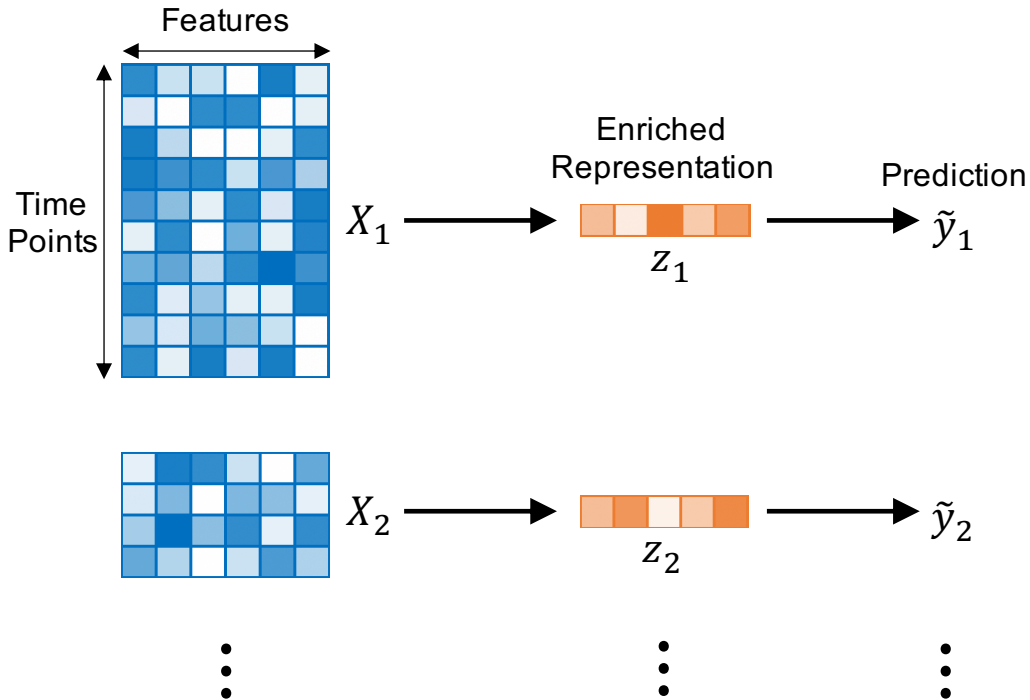 Features
Time
Points
Enriched
Representation
Prediction
X₁
z₁
ỹ₁
X₂
z₂
ỹ₂